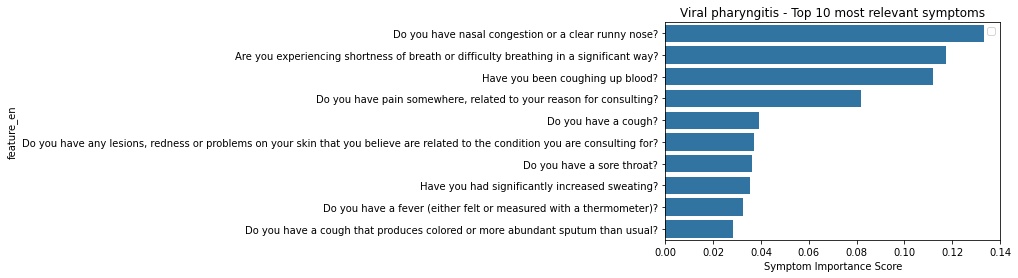 Viral pharyngitis - Top 10 most relevant symptoms
Do you have nasal congestion or a clear runny nose?
Are you experiencing shortness of breath or difficulty breathing in a significant way?
Have you been coughing up blood?
Do you have pain somewhere, related to your reason for consulting?
Do you have a cough?
Do you have any lesions, redness or problems on your skin that you believe are related to the condition you are consulting for?
Do you have a sore throat?
Have you had significantly increased sweating?
Do you have a fever (either felt or measured with a thermometer)?
Do you have a cough that produces colored or more abundant sputum than usual?
feature_en
0.00 0.02 0.04 0.06 0.08 0.10 0.12 0.14
Symptom Importance Score